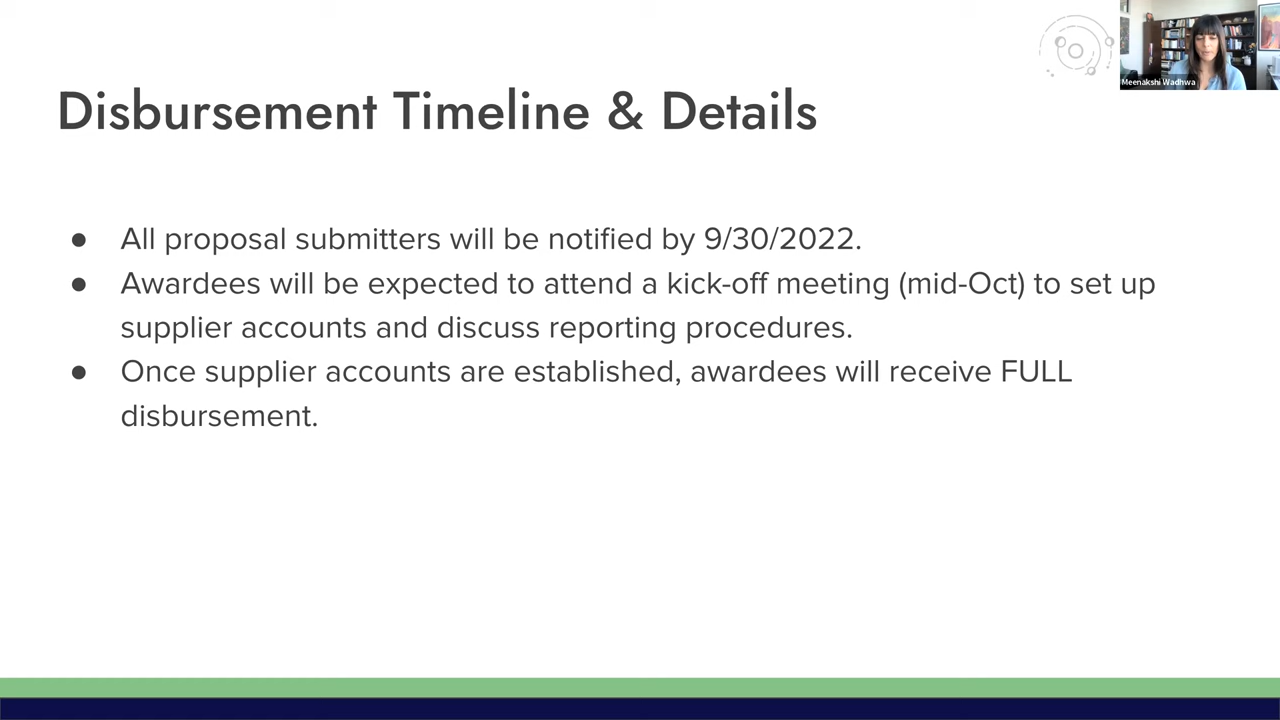 Meenakshi Wadhwa
Disbursement Timeline & Details
● All proposal submitters will be notified by 9/30/2022.
● Awardees will be expected to attend a kick-off meeting (mid-Oct) to set up
supplier accounts and discuss reporting procedures.
● Once supplier accounts are established, awardees will receive FULL
disbursement.